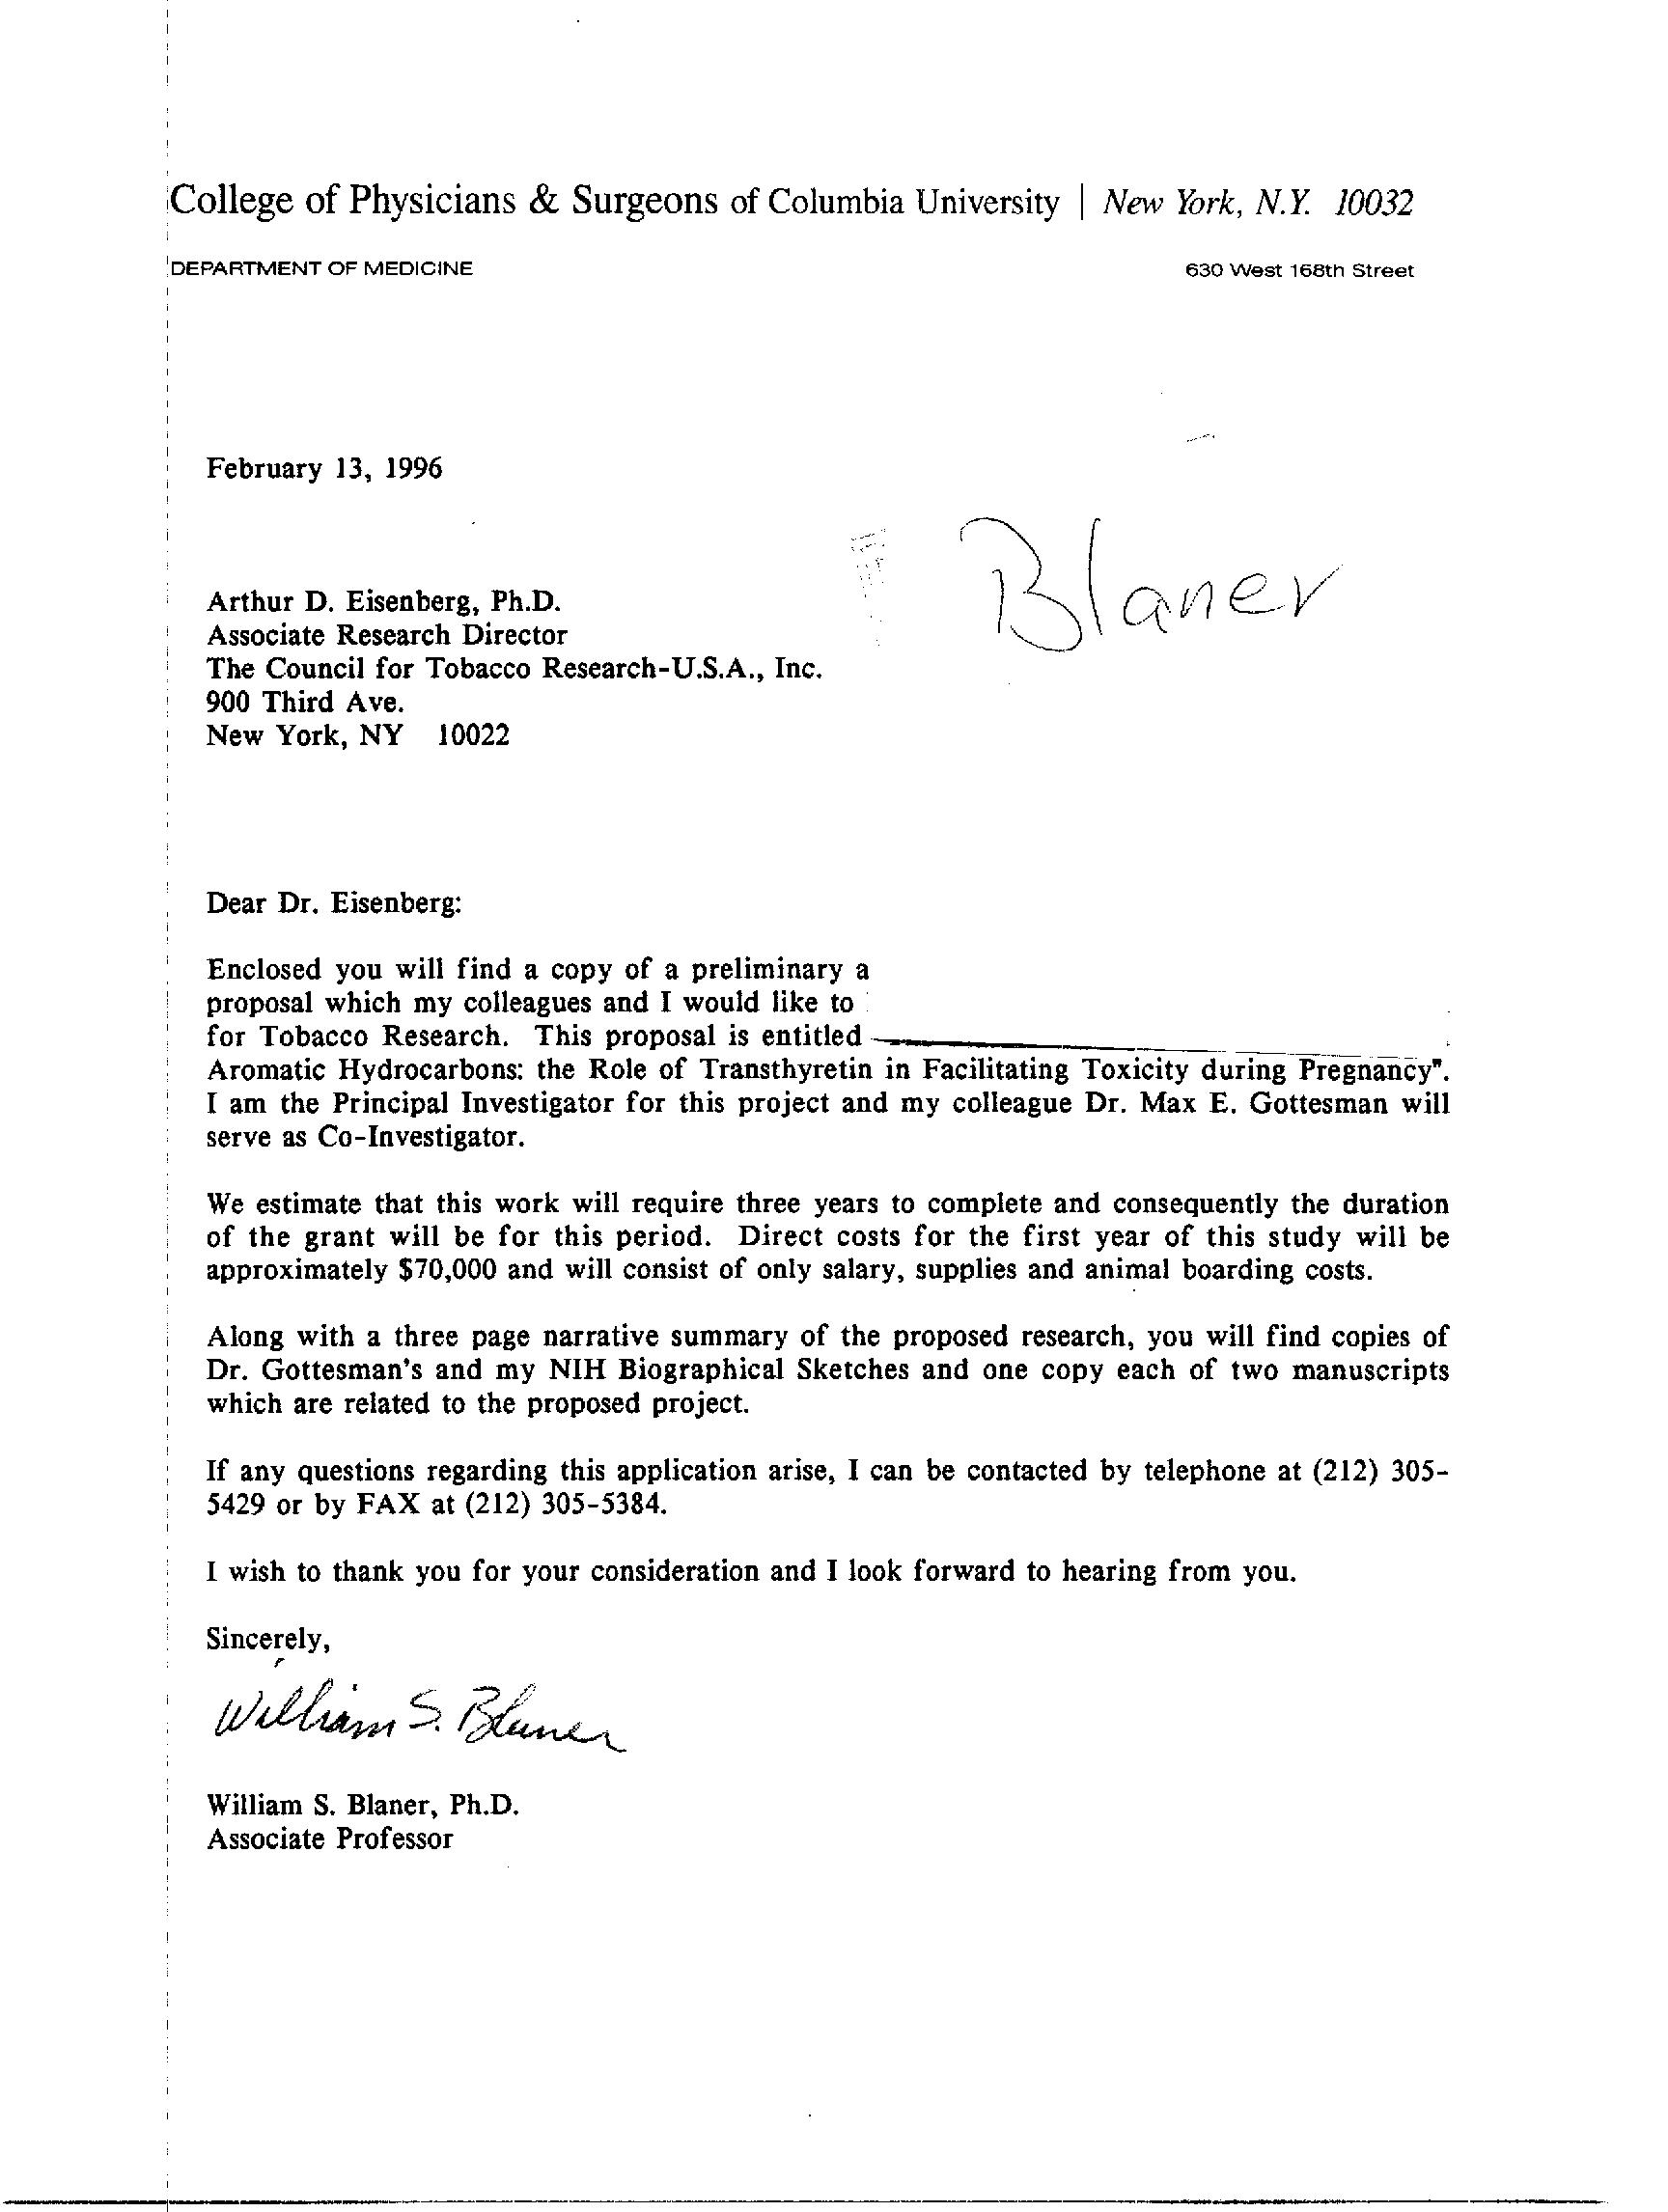 College of Physicians & Surgeons of Columbia University | New York, N.Y. 10032
DEPARTMENT OF MEDICINE 630 West 168th Street
February 13, 1996
Blaner
Arthur D. Eisenberg, Ph.D.
Associate Research Director
The Council for Tobacco Research-U.S.A., Inc.
900 Third Ave.
New York, NY 10022
Dear Dr. Eisenberg:
Enclosed you will find a copy of a preliminary a
proposal which my colleagues and I would like to
for Tobacco Research. This proposal is entitled
Aromatic Hydrocarbons: the Role of Transthyretin in Facilitating Toxicity during Pregnancy".
I am the Principal Investigator for this project and my colleague Dr. Max E. Gottesman will
serve as Co-Investigator.
We estimate that this work will require three years to complete and consequently the duration
of the grant will be for this period. Direct costs for the first year of this study will be
approximately $70,000 and will consist of only salary, supplies and animal boarding costs.
Along with a three page narrative summary of the proposed research, you will find copies of
Dr. Gottesman's and my NIH Biographical Sketches and one copy each of two manuscripts
which are related to the proposed project.
If any questions regarding this application arise, I can be contacted by telephone at (212) 305-
5429 or by FAX at (212) 305-5384.
I wish to thank you for your consideration and I look forward to hearing from you.
Sincerely,
William S. Blaner
William S. Blaner, Ph.D.
Associate Professor